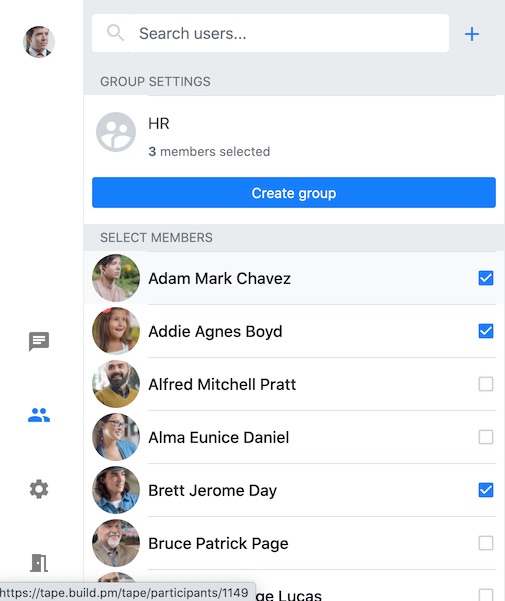 Search users...
GROUP SETTINGS
HR
3 members selected
Create group
SELECT MEMBERS
Adam Mark Chavez
Addie Agnes Boyd
Alfred Mitchell Pratt
Alma Eunice Daniel
Brett Jerome Day
Bruce Patrick Page
ge Lucas
https://tape.build.pm/tape/participants/1149